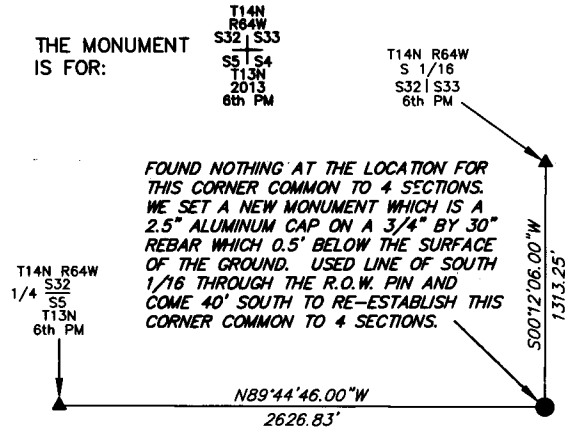 THE MONUMENT
IS FOR:
T14N
R64W
S32 S33
S5 S4
T13N
2013
6th PM
T14N R64W
S 1/16
S32 | S33
6th PM
FOUND NOTHING AT THE LOCATION FOR
THIS CORNER COMMON TO 4 SECTIONS.
WE SET A NEW MONUMENT WHICH IS A
2.5" ALUMINUM CAP ON A 3/4" BY 30"
REBAR WHICH 0.5' BELOW THE SURFACE
OF THE GROUND. USED LINE OF SOUTH
1/16 THROUGH THE R.O.W. PIN AND
COME 40' SOUTH TO RE-ESTABLISH THIS
CORNER COMMON TO 4 SECTIONS.
T14N R64W
1/4 S32
S5
T13N
6th PM
S00°12'06.00"W
1313.25'
N89°44'46.00"W
2626.83'